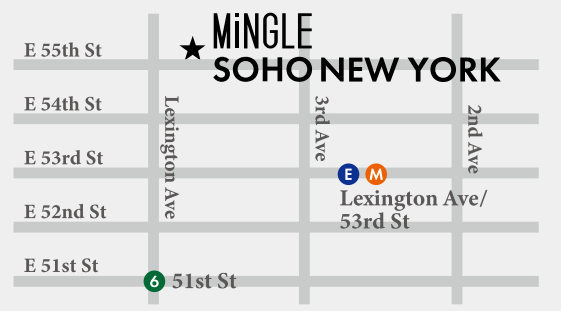 MiNGLE
SOHO NEW YORK
E 55th St
E 54th St
E 53rd St
E 52nd St
E 51st St
Lexington Ave
3rd Ave
2nd Ave
E M
Lexington Ave/
53rd St
6 51st St